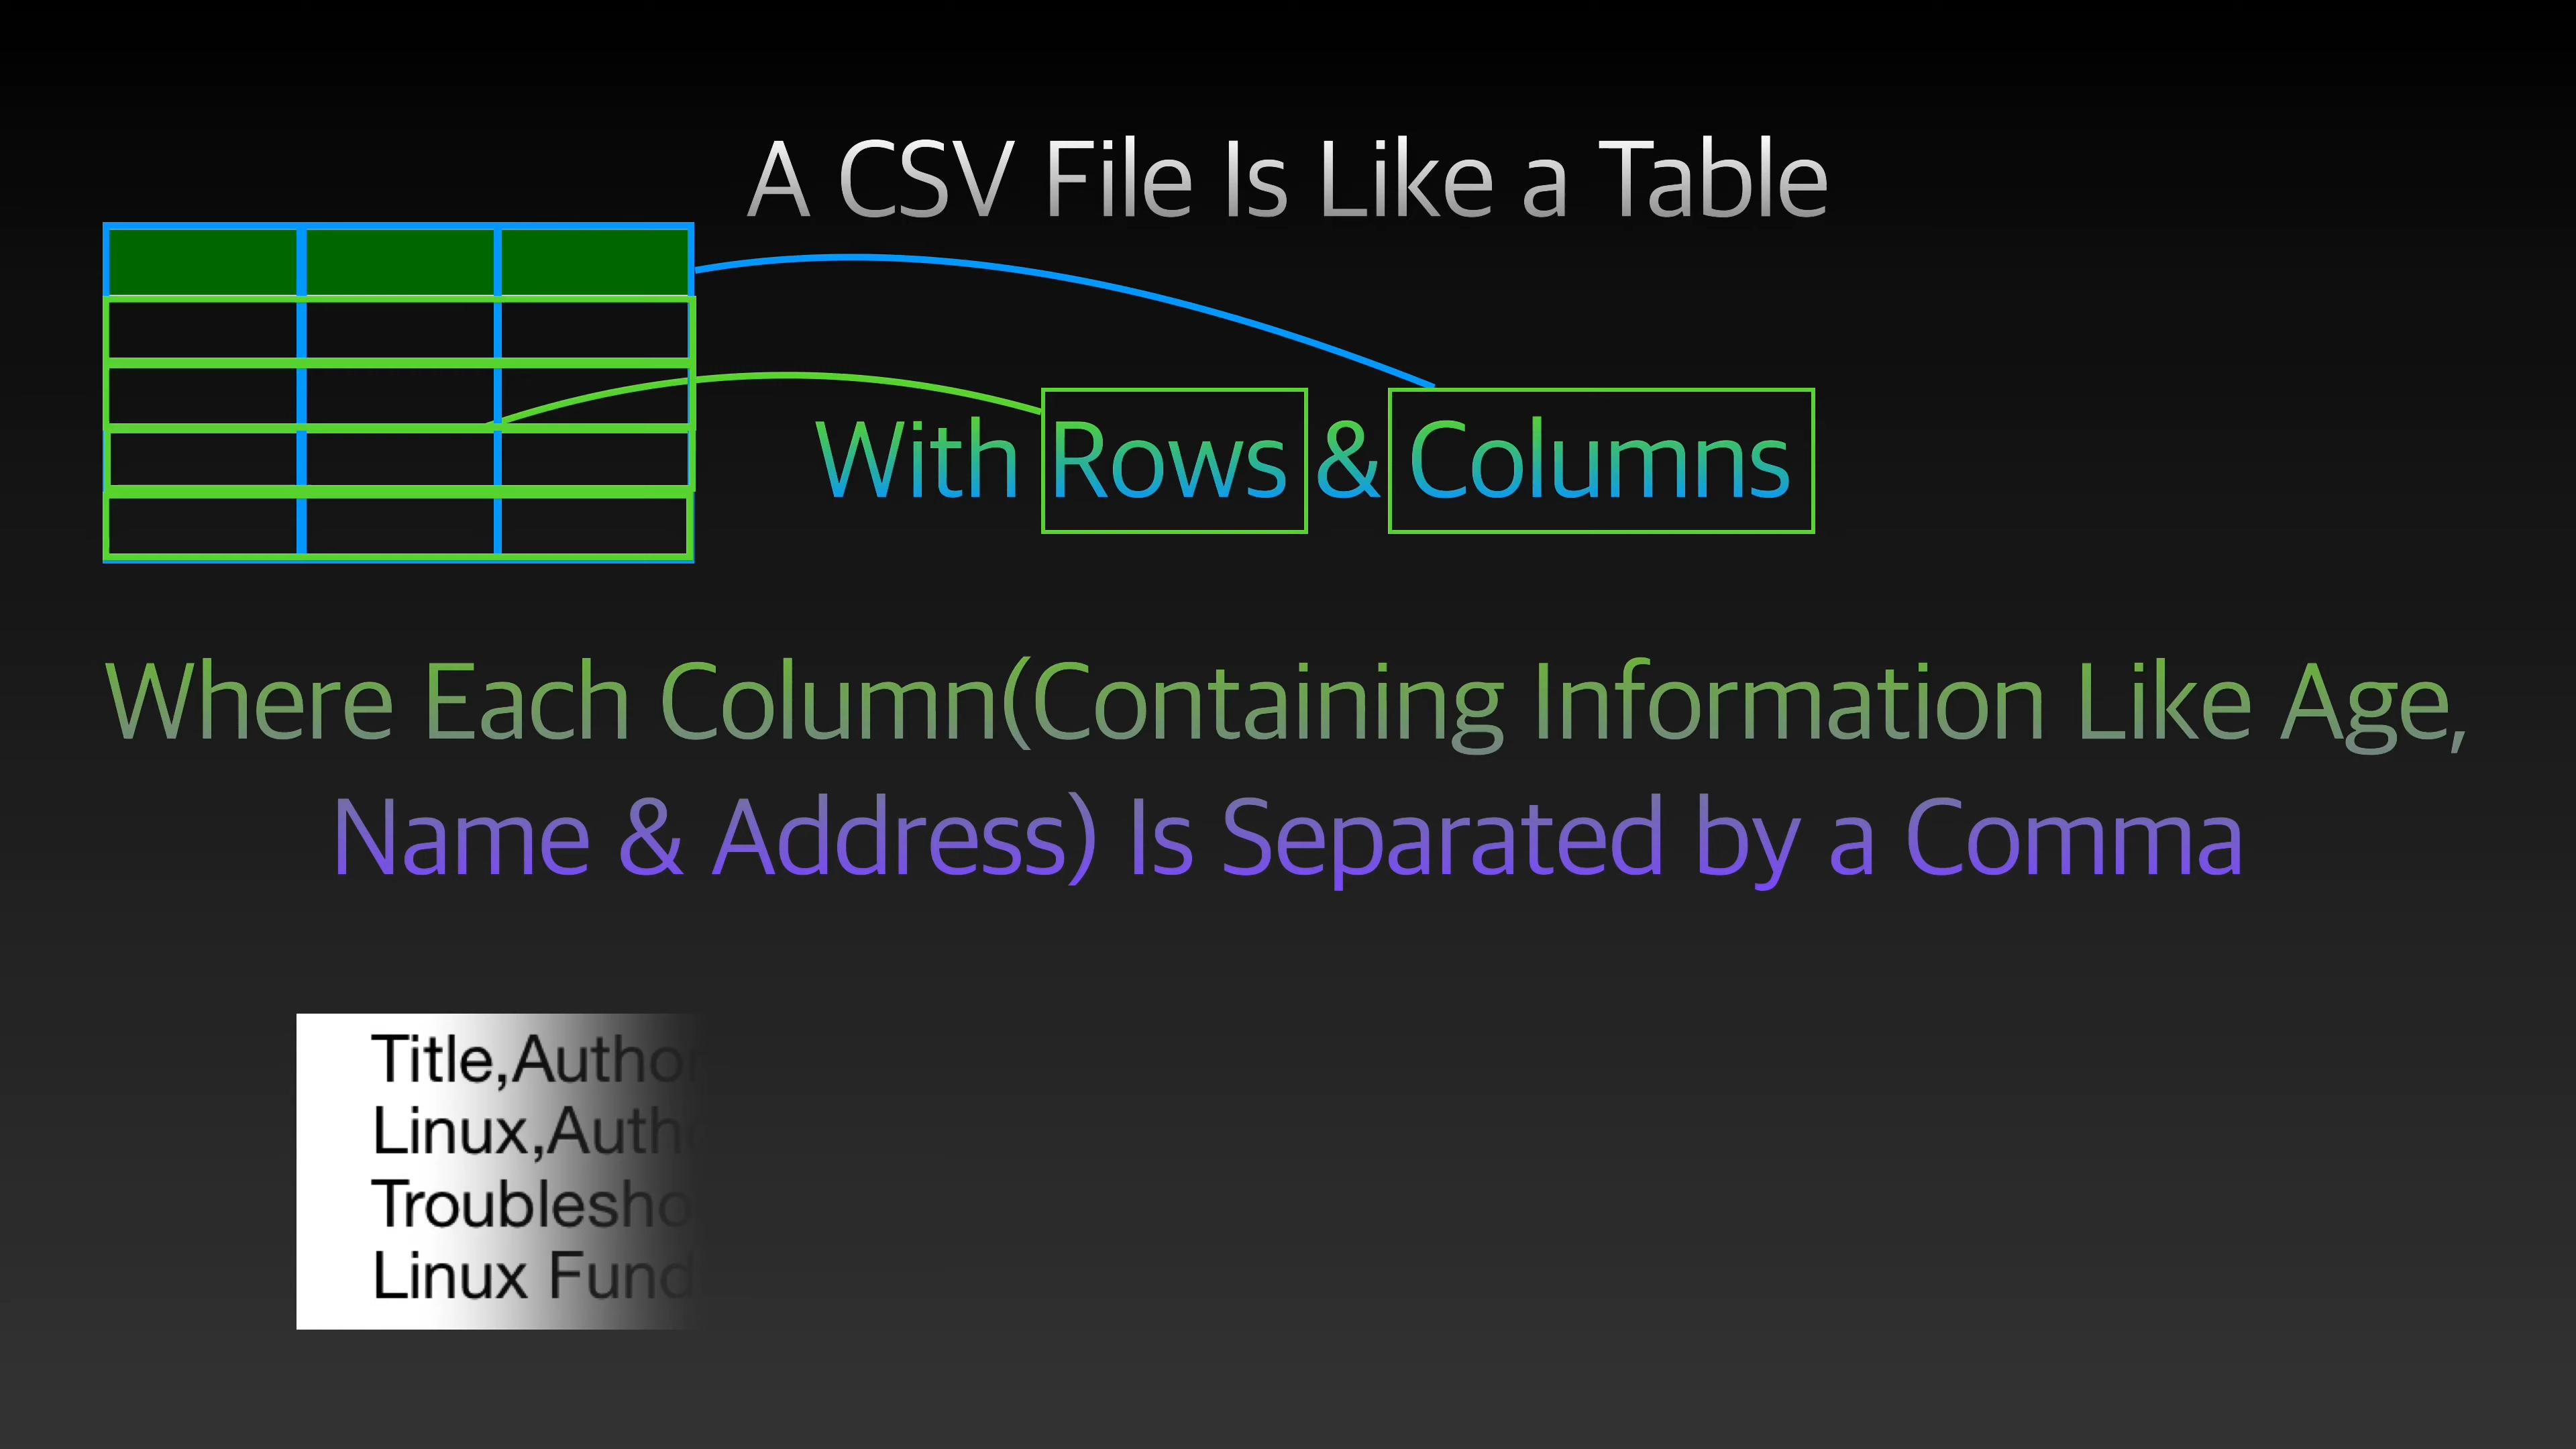 A CSV File Is Like a Table
With Rows & Columns
Where Each Column(Containing Information Like Age,
Name & Address) Is Separated by a Comma
Title,Author
Linux,Autho
Troublesho
Linux Fund